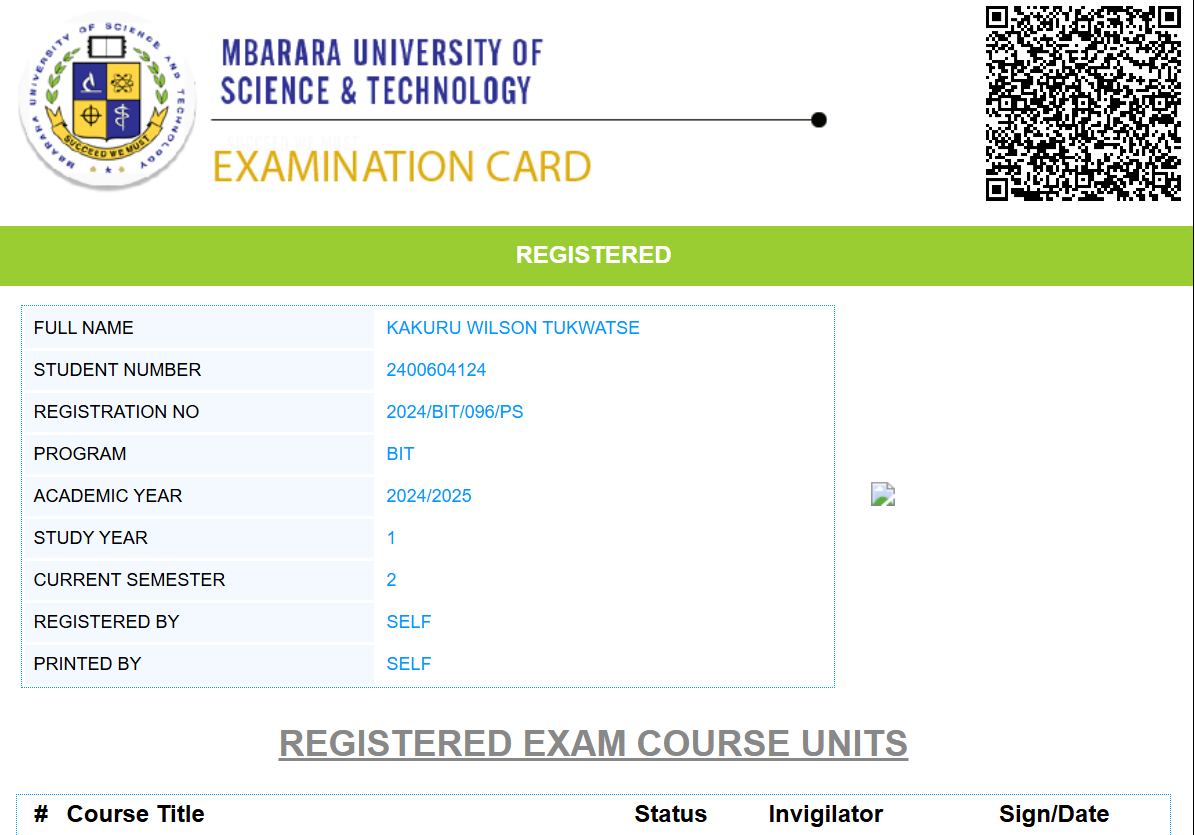 MBARARA UNIVERSITY OF SCIENCE AND TECHNOLOGY
SUCCEED WE MUST
MBARARA UNIVERSITY OF
SCIENCE & TECHNOLOGY
SUCCEED WE MUST
EXAMINATION CARD
REGISTERED
FULL NAME KAKURU WILSON TUKWATSE
STUDENT NUMBER 2400604124
REGISTRATION NO 2024/BIT/096/PS
PROGRAM BIT
ACADEMIC YEAR 2024/2025
STUDY YEAR 1
CURRENT SEMESTER 2
REGISTERED BY SELF
PRINTED BY SELF
REGISTERED EXAM COURSE UNITS
# Course Title Status Invigilator Sign/Date